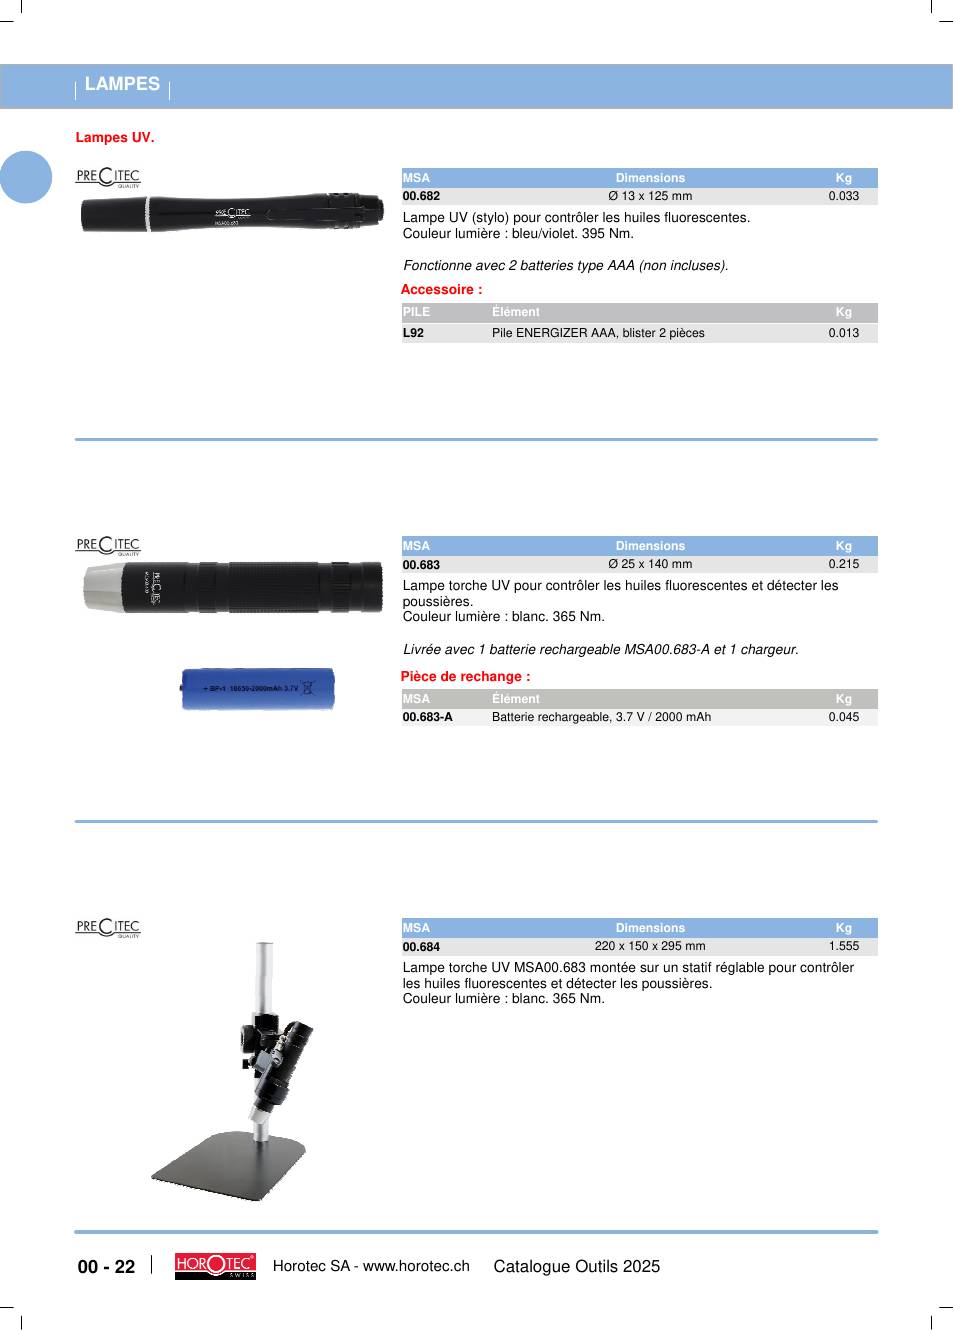 LAMPES
Lampes UV.
PRECITEC
QUALITY
PRECITEC
MSA Dimensions Kg
00.682 Ø 13 x 125 mm 0.033
Lampe UV (stylo) pour contrôler les huiles fluorescentes.
Couleur lumière : bleu/violet. 395 Nm.
Fonctionne avec 2 batteries type AAA (non incluses).
Accessoire :
PILE Élément Kg
L92 Pile ENERGIZER AAA, blister 2 pièces 0.013
PRECITEC
QUALITY
PRECITEC
MSA Dimensions Kg
00.683 Ø 25 x 140 mm 0.215
Lampe torche UV pour contrôler les huiles fluorescentes et détecter les
poussières.
Couleur lumière : blanc. 365 Nm.
Livrée avec 1 batterie rechargeable MSA00.683-A et 1 chargeur.
18650-2000mAh 3.7V
Pièce de rechange :
MSA Élément Kg
00.683-A Batterie rechargeable, 3.7 V / 2000 mAh 0.045
PRECITEC
QUALITY
MSA Dimensions Kg
00.684 220 x 150 x 295 mm 1.555
Lampe torche UV MSA00.683 montée sur un statif réglable pour contrôler
les huiles fluorescentes et détecter les poussières.
Couleur lumière : blanc. 365 Nm.
00 - 22 HOROTEC® SWISS Horotec SA - www.horotec.ch Catalogue Outils 2025